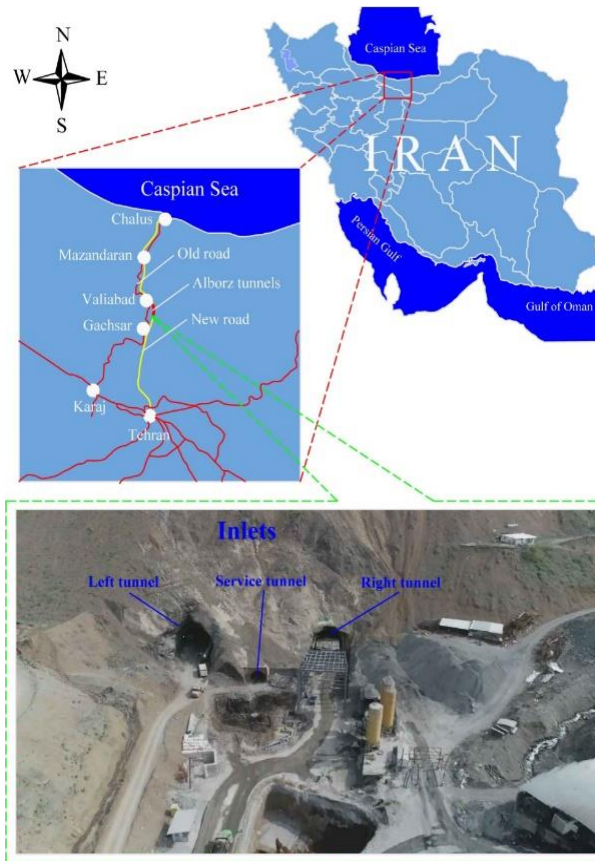 N
W E
S
Caspian Sea
IRAN
Persian Gulf
Gulf of Oman
Caspian Sea
Chalus
Mazandaran
Old road
Valiabad
Alborz tunnels
Gachsar
New road
Karaj
Tehran
Inlets
Left tunnel
Service tunnel
Right tunnel